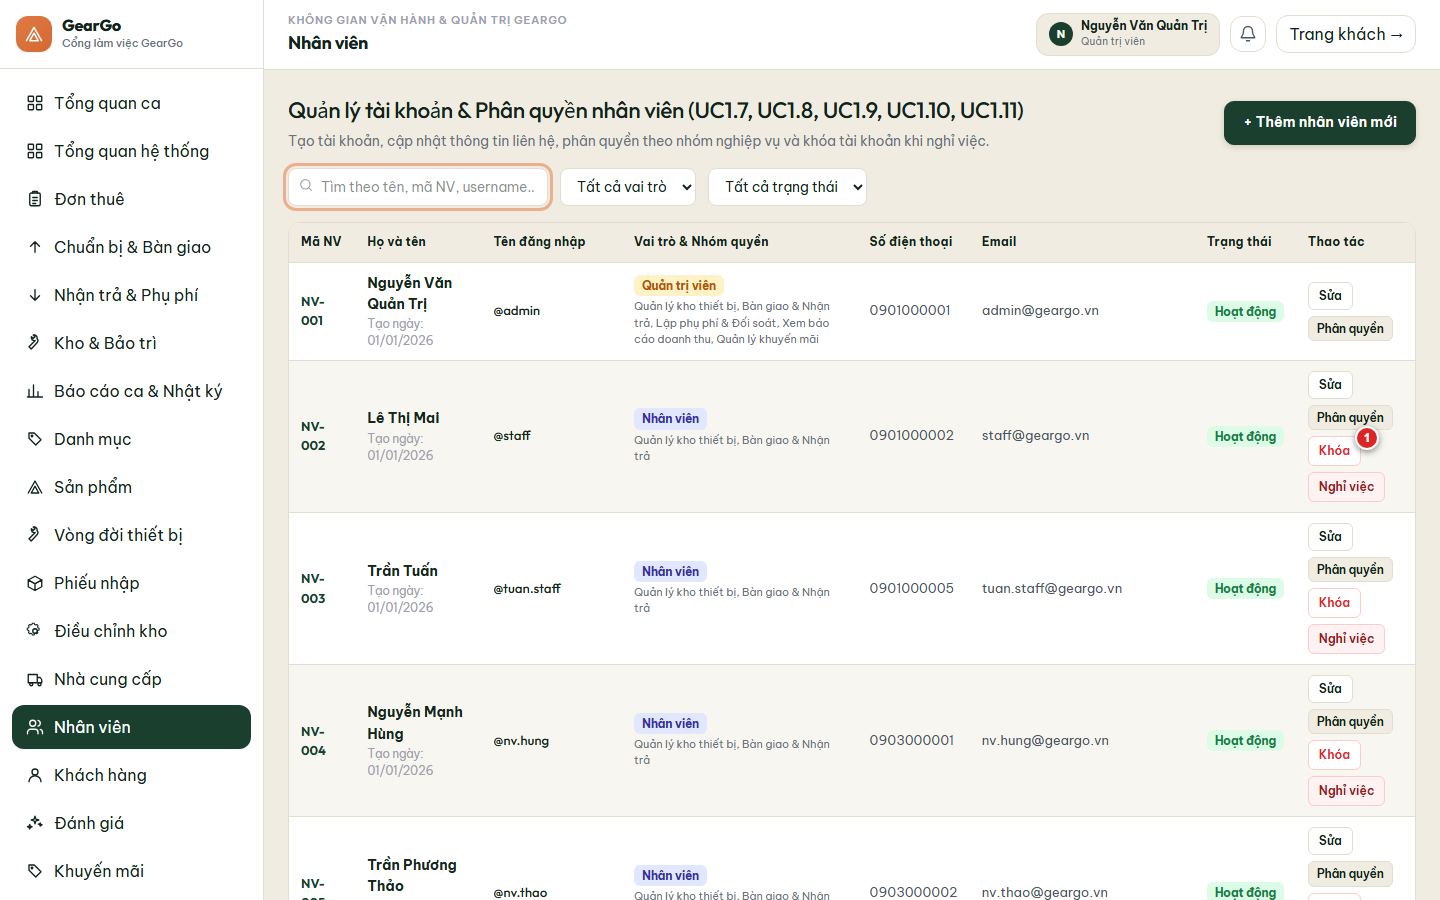 GearGo
Cổng làm việc GearGo
Tổng quan ca
Tổng quan hệ thống
Đơn thuê
Chuẩn bị & Bàn giao
Nhận trả & Phụ phí
Kho & Bảo trì
Báo cáo ca & Nhật ký
Danh mục
Sản phẩm
Vòng đời thiết bị
Phiếu nhập
Điều chỉnh kho
Nhà cung cấp
Nhân viên
Khách hàng
Đánh giá
Khuyến mãi
KHÔNG GIAN VẬN HÀNH & QUẢN TRỊ GEARGO
Nhân viên
N
Nguyễn Văn Quản Trị
Quản trị viên
Trang khách →
Quản lý tài khoản & Phân quyền nhân viên (UC1.7, UC1.8, UC1.9, UC1.10, UC1.11)
Tạo tài khoản, cập nhật thông tin liên hệ, phân quyền theo nhóm nghiệp vụ và khóa tài khoản khi nghỉ việc.
+ Thêm nhân viên mới
Tìm theo tên, mã NV, username..
Tất cả vai trò
Tất cả trạng thái
Mã NV Họ và tên Tên đăng nhập Vai trò & Nhóm quyền Số điện thoại Email Trạng thái Thao tác
NV-
001
Nguyễn Văn
Quản Trị
Tạo ngày:
01/01/2026
@admin
Quản trị viên
Quản lý kho thiết bị, Bàn giao & Nhận
trả, Lập phụ phí & Đối soát, Xem báo
cáo doanh thu, Quản lý khuyến mãi
0901000001
admin@geargo.vn
Hoạt động
Sửa
Phân quyền
NV-
002
Lê Thị Mai
Tạo ngày:
01/01/2026
@staff
Nhân viên
Quản lý kho thiết bị, Bàn giao & Nhận
trả
0901000002
staff@geargo.vn
Hoạt động
Sửa
Phân quyền
1
Khóa
Nghỉ việc
NV-
003
Trần Tuấn
Tạo ngày:
01/01/2026
@tuan.staff
Nhân viên
Quản lý kho thiết bị, Bàn giao & Nhận
trả
0901000005
tuan.staff@geargo.vn
Hoạt động
Sửa
Phân quyền
Khóa
Nghỉ việc
NV-
004
Nguyễn Mạnh
Hùng
Tạo ngày:
01/01/2026
@nv.hung
Nhân viên
Quản lý kho thiết bị, Bàn giao & Nhận
trả
0903000001
nv.hung@geargo.vn
Hoạt động
Sửa
Phân quyền
Khóa
Nghỉ việc
NV-
Trần Phương
Thảo
@nv.thao
Nhân viên
Quản lý kho thiết bị, Bàn giao & Nhận
0903000002
nv.thao@geargo.vn
Hoạt động
Sửa
Phân quyền